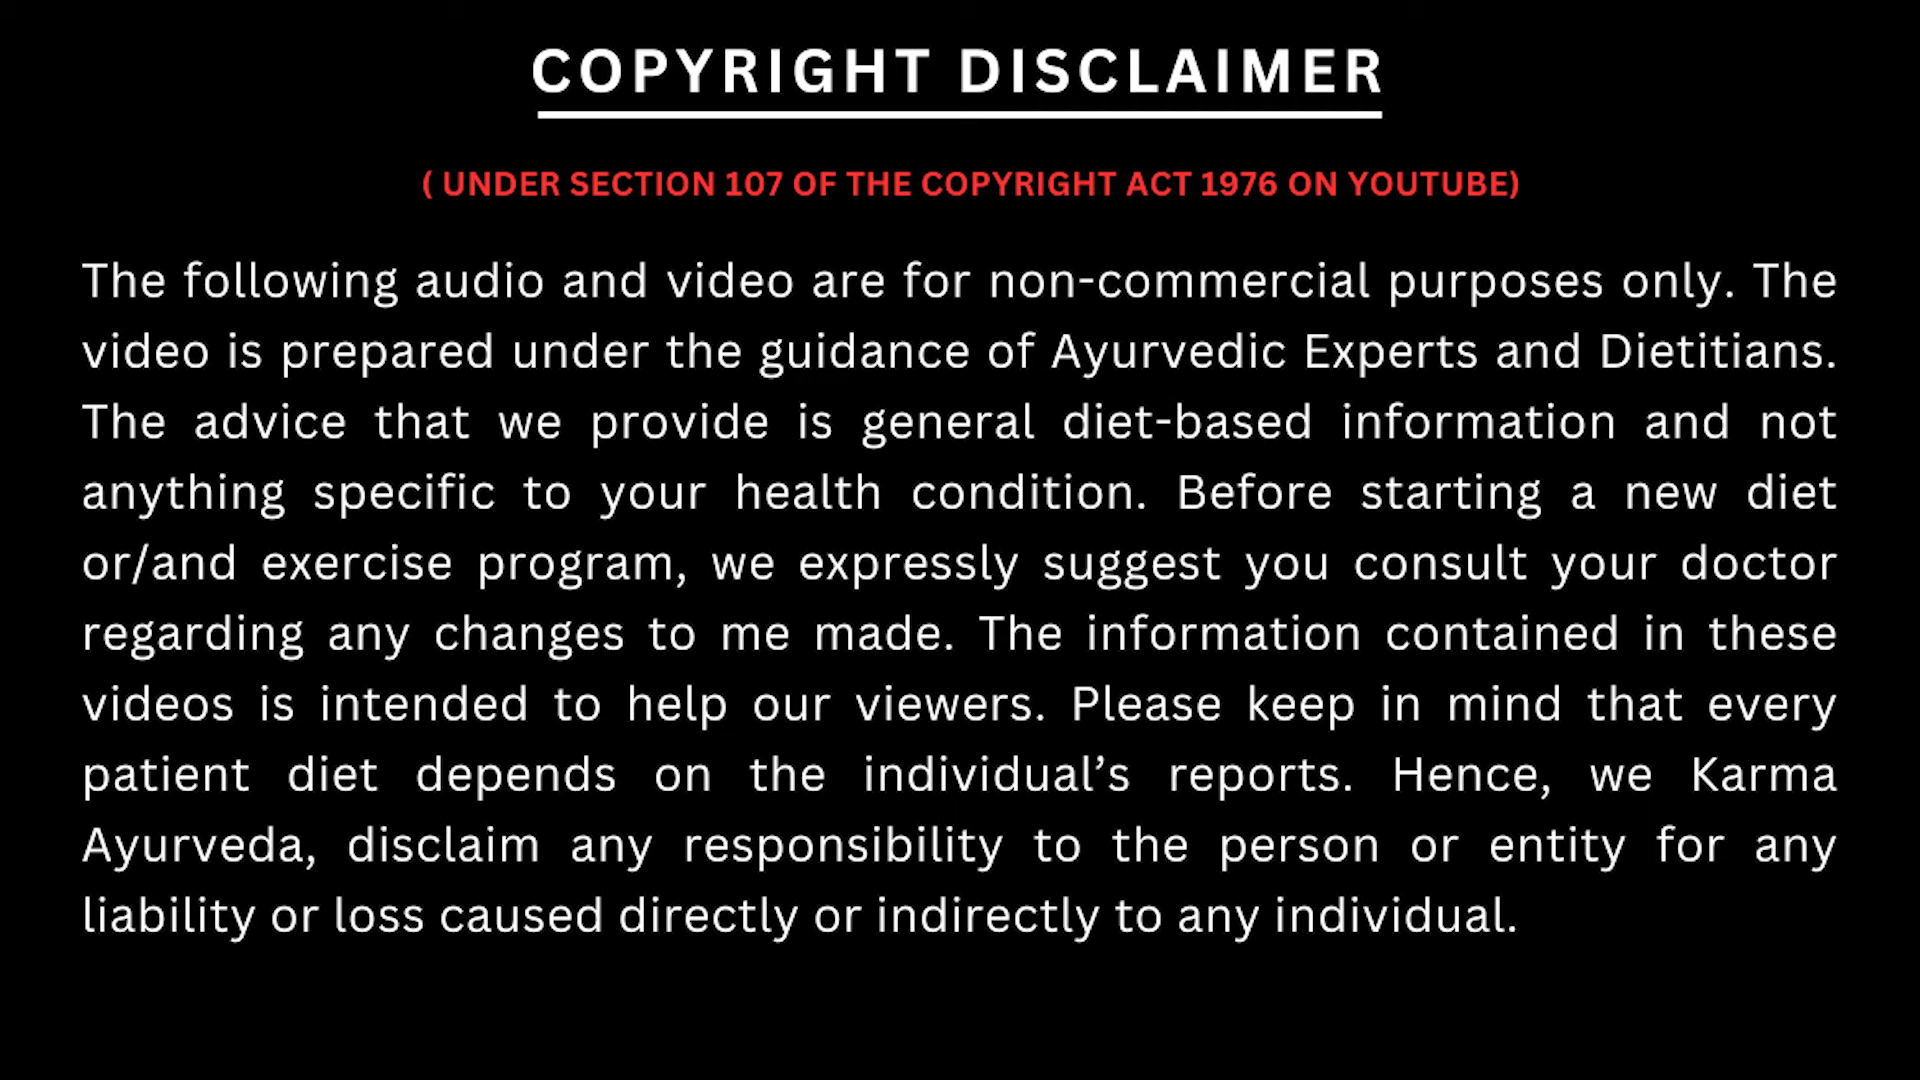 COPYRIGHT DISCLAIMER
( UNDER SECTION 107 OF THE COPYRIGHT ACT 1976 ON YOUTUBE)
The following audio and video are for non-commercial purposes only. The
video is prepared under the guidance of Ayurvedic Experts and Dietitians.
The advice that we provide is general diet-based information and not
anything specific to your health condition. Before starting a new diet
or/and exercise program, we expressly suggest you consult your doctor
regarding any changes to me made. The information contained in these
videos is intended to help our viewers. Please keep in mind that every
patient diet depends on the individual’s reports. Hence, we Karma
Ayurveda, disclaim any responsibility to the person or entity for any
liability or loss caused directly or indirectly to any individual.